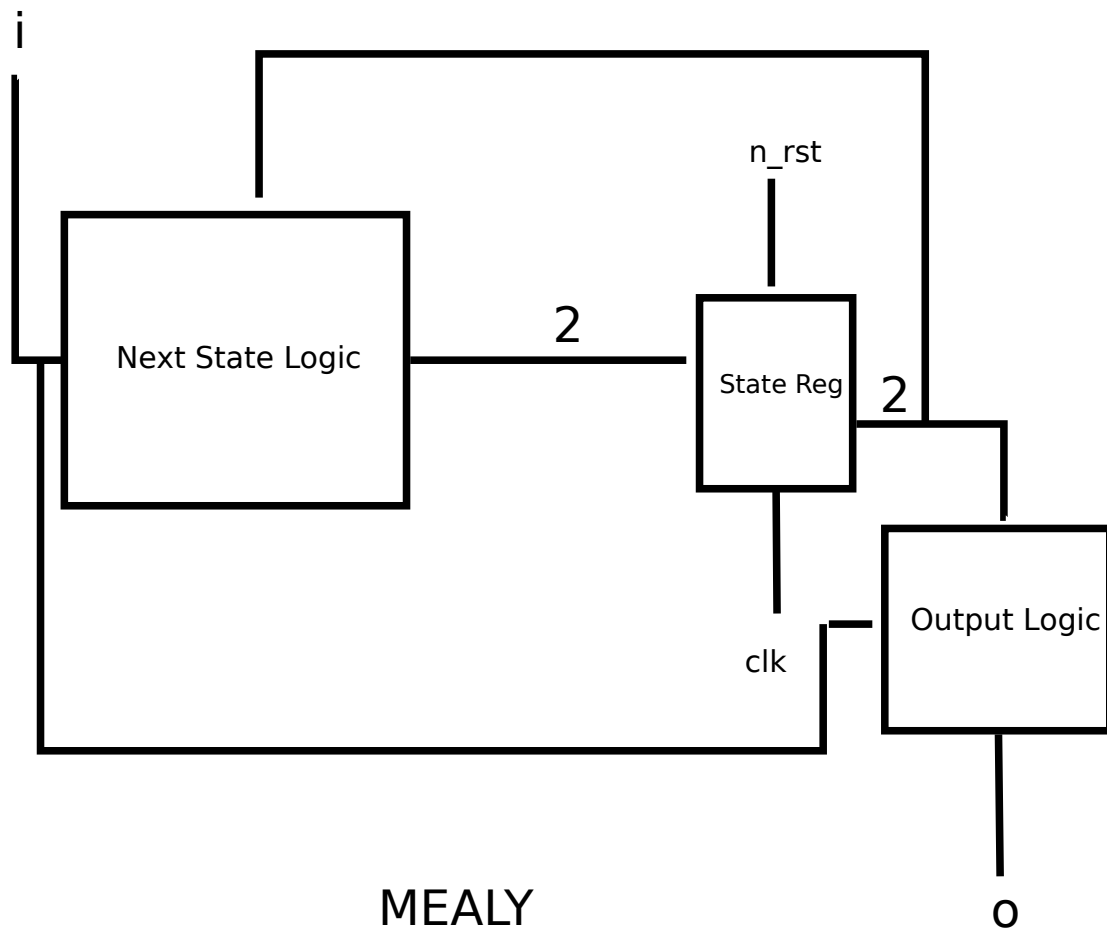 i
n_rst
2
Next State Logic
State Reg
2
Output Logic
clk
MEALY
o